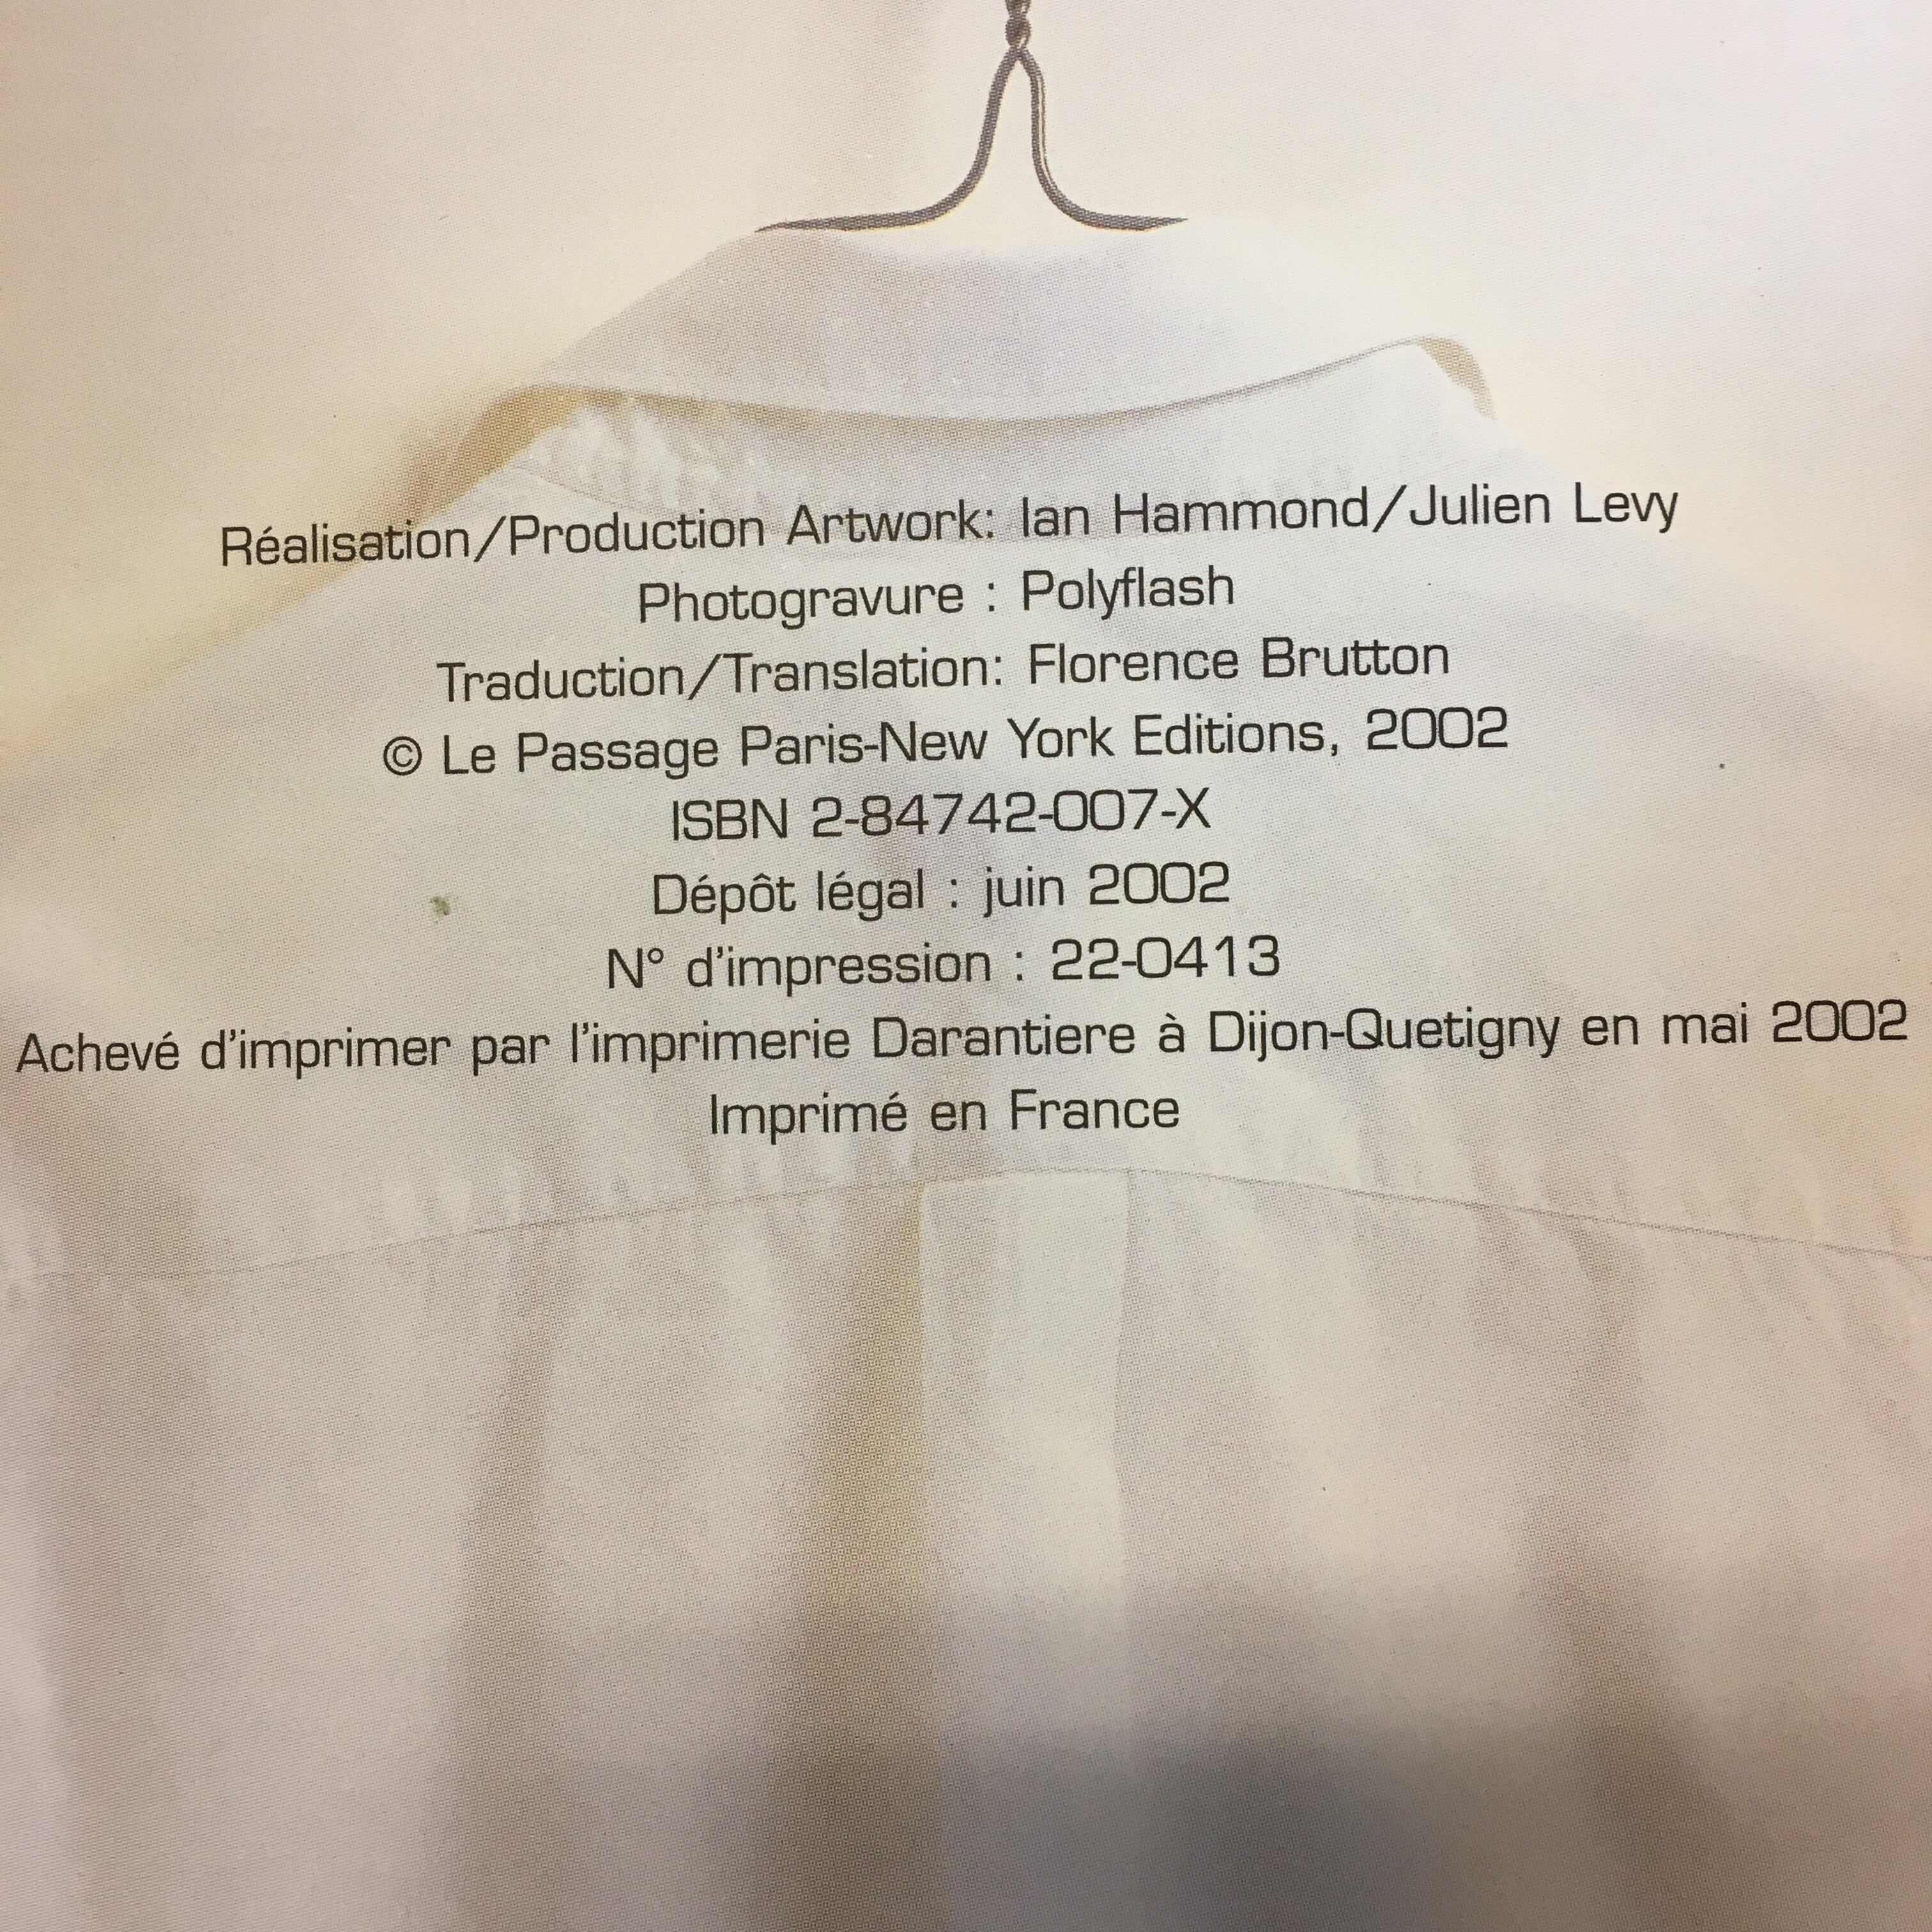 Réalisation/Production Artwork: Ian Hammond/Julien Levy
Photogravure : Polyflash
Traduction/Translation: Florence Brutton
© Le Passage Paris-New York Editions, 2002
ISBN 2-84742-007-X
Dépôt légal : juin 2002
N° d'impression : 22-0413
Achevé d'imprimer par l'imprimerie Darantiere à Dijon-Quetigny en mai 2002
Imprimé en France